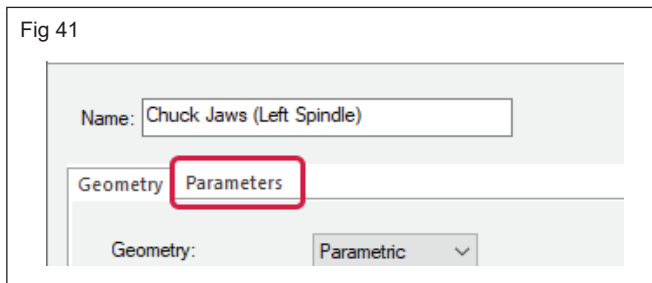 Fig 41
Name: Chuck Jaws (Left Spindle)
Geometry Parameters
Geometry: Parametric